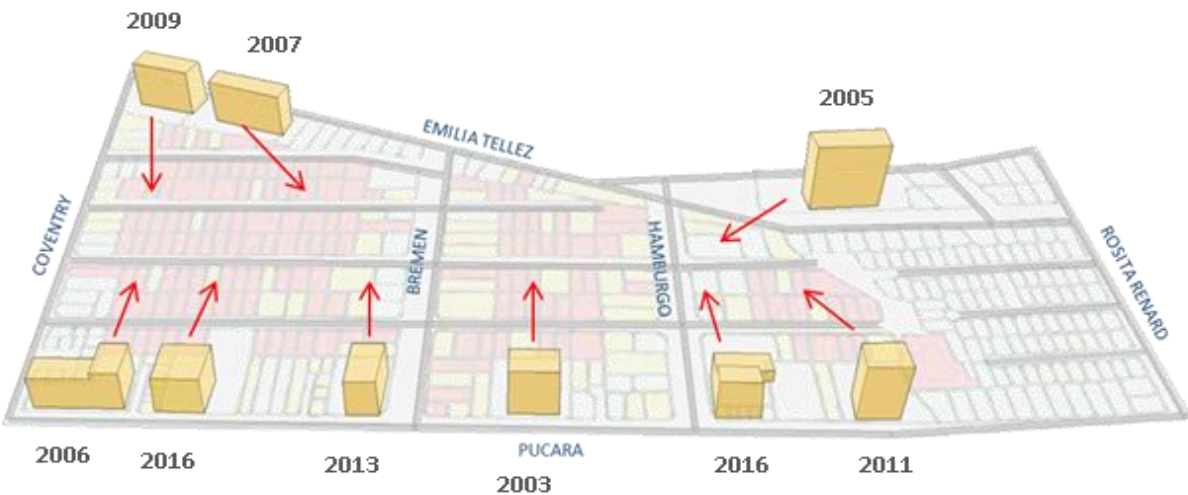 2009
2007
2005
EMILIA TELLEZ
COVENTRY
BREMEN
HAMBURGO
ROSITA RENARD
2006
2016
2013
PUCARA
2003
2016
2011